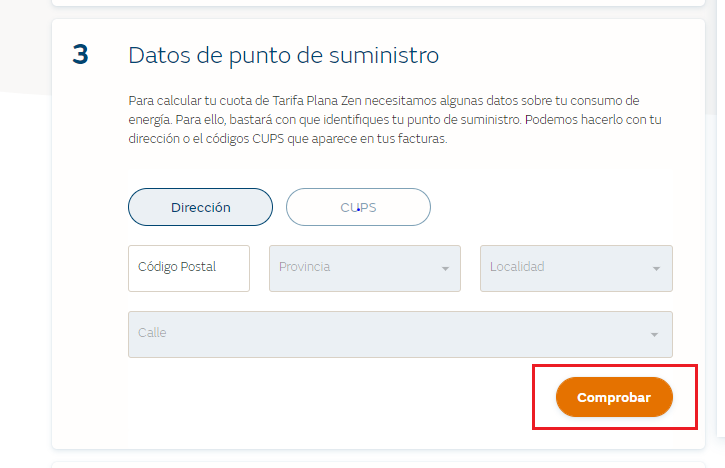 3 Datos de punto de suministro
Para calcular tu cuota de Tarifa Plana Zen necesitamos algunas datos sobre tu consumo de
energía. Para ello, bastará con que identifiques tu punto de suministro. Podemos hacerlo con tu
dirección o el códigos CUPS que aparece en tus facturas.
Dirección CUPS
Código Postal Provincia Localidad
Calle
Comprobar